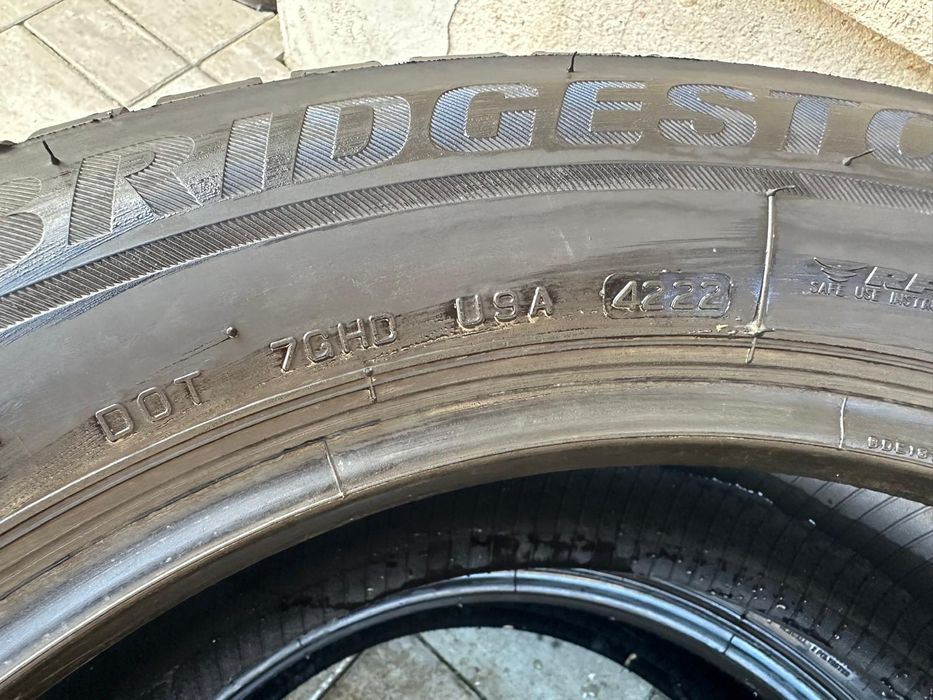 BRIDGESTO
DOT 7GHD U9A 4222
SAFE USE INSTR